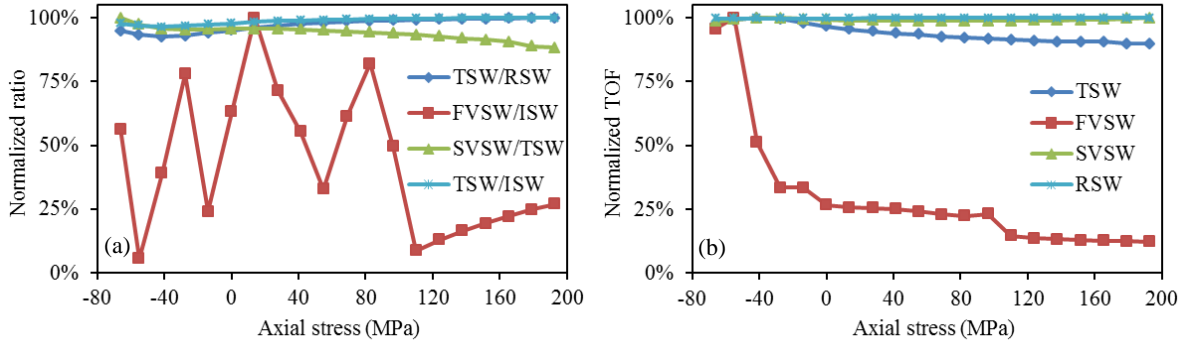 100%
75%
50%
25%
0%
Normalized ratio
TSW/RSW
FVSW/ISW
SVSW/TSW
TSW/ISW
(a)
-80 -40 0 40 80 120 160 200
Axial stress (MPa)
100%
75%
50%
25%
0%
Normalized TOF
TSW
FVSW
SVSW
RSW
(b)
-80 -40 0 40 80 120 160 200
Axial stress (MPa)